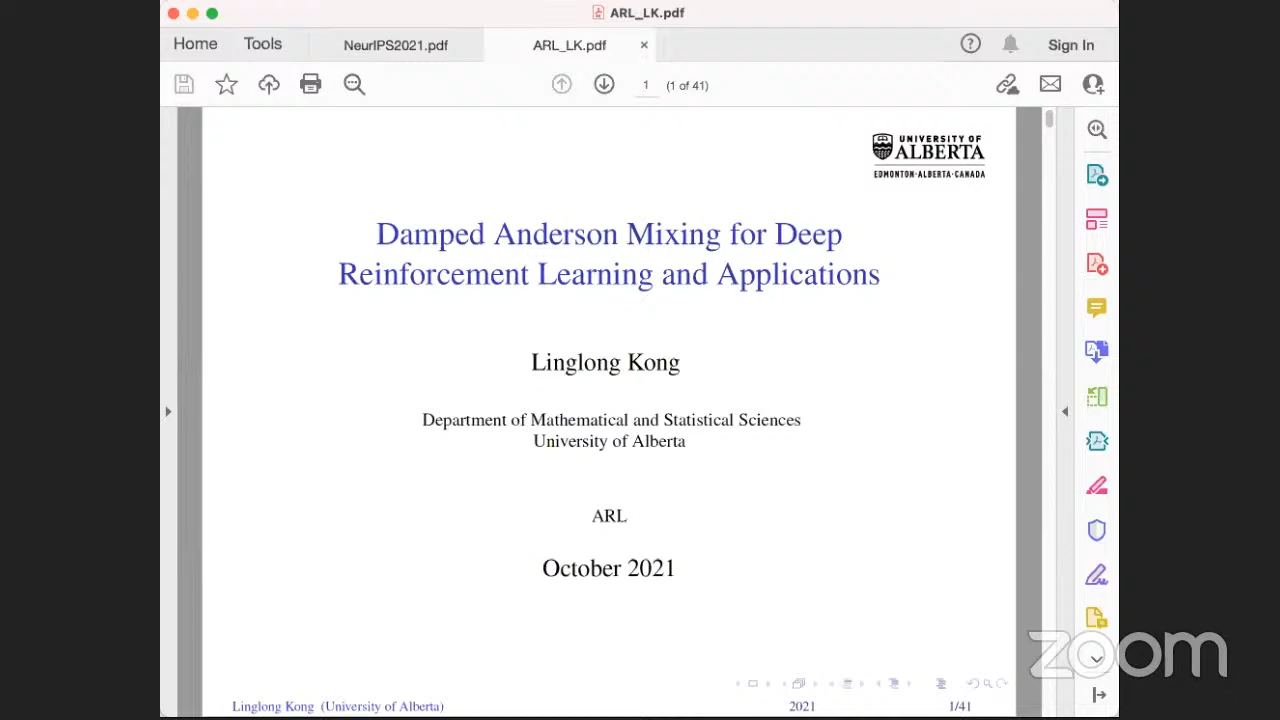 ARL_LK.pdf
Home
Tools
NeurIPS2021.pdf
ARL_LK.pdf
×
Sign In
1
(1 of 41)
UNIVERSITY OF
ALBERTA
EDMONTON·ALBERTA·CANADA
Damped Anderson Mixing for Deep
Reinforcement Learning and Applications
Linglong Kong
Department of Mathematical and Statistical Sciences
University of Alberta
ARL
October 2021
zoom
Linglong Kong (University of Alberta)
2021
1/41